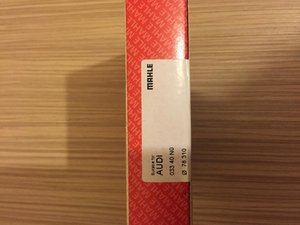 MAHLE
Suitable for
AUDI
033 40 N0
Ø 76.510